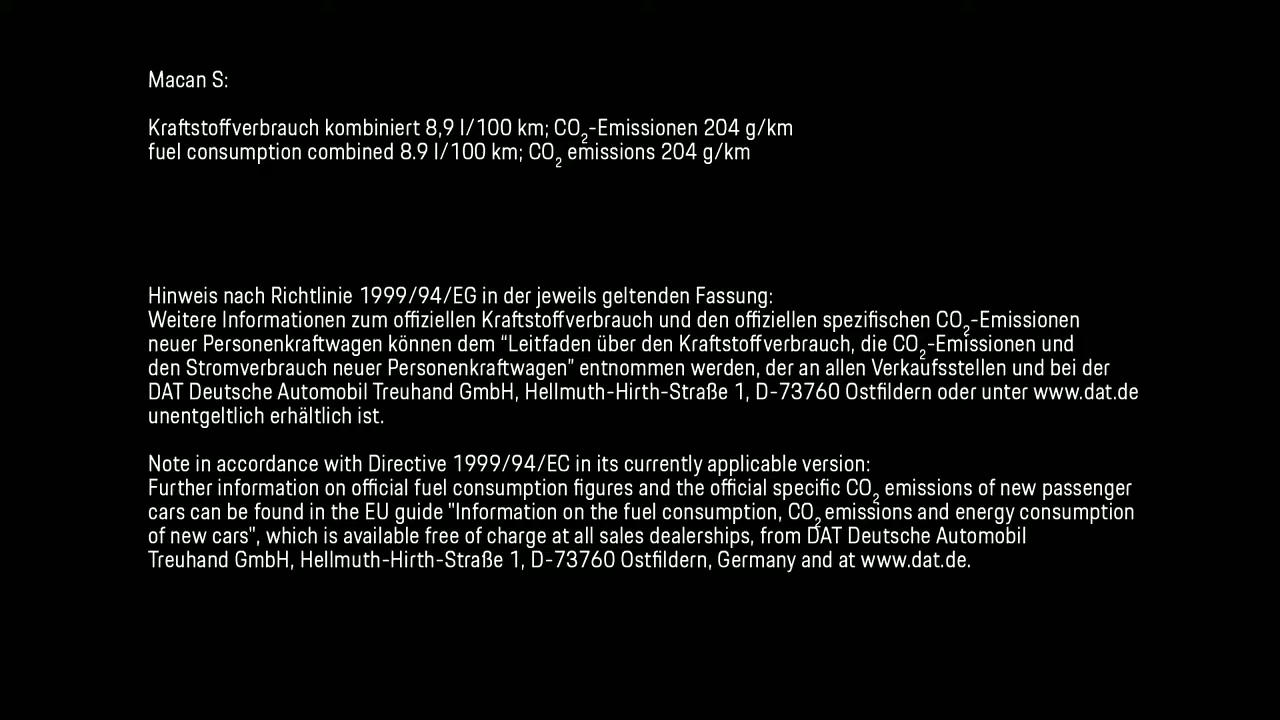 Macan S:
Kraftstoffverbrauch kombiniert 8,9 l/100 km; CO₂-Emissionen 204 g/km
fuel consumption combined 8.9 l/100 km; CO₂ emissions 204 g/km
Hinweis nach Richtlinie 1999/94/EG in der jeweils geltenden Fassung:
Weitere Informationen zum offiziellen Kraftstoffverbrauch und den offiziellen spezifischen CO₂-Emissionen
neuer Personenkraftwagen können dem “Leitfaden über den Kraftstoffverbrauch, die CO₂-Emissionen und
den Stromverbrauch neuer Personenkraftwagen” entnommen werden, der an allen Verkaufsstellen und bei der
DAT Deutsche Automobil Treuhand GmbH, Hellmuth-Hirth-Straße 1, D-73760 Ostfildern oder unter www.dat.de
unentgeltlich erhältlich ist.
Note in accordance with Directive 1999/94/EC in its currently applicable version:
Further information on official fuel consumption figures and the official specific CO₂ emissions of new passenger
cars can be found in the EU guide "Information on the fuel consumption, CO₂ emissions and energy consumption
of new cars", which is available free of charge at all sales dealerships, from DAT Deutsche Automobil
Treuhand GmbH, Hellmuth-Hirth-Straße 1, D-73760 Ostfildern, Germany and at www.dat.de.